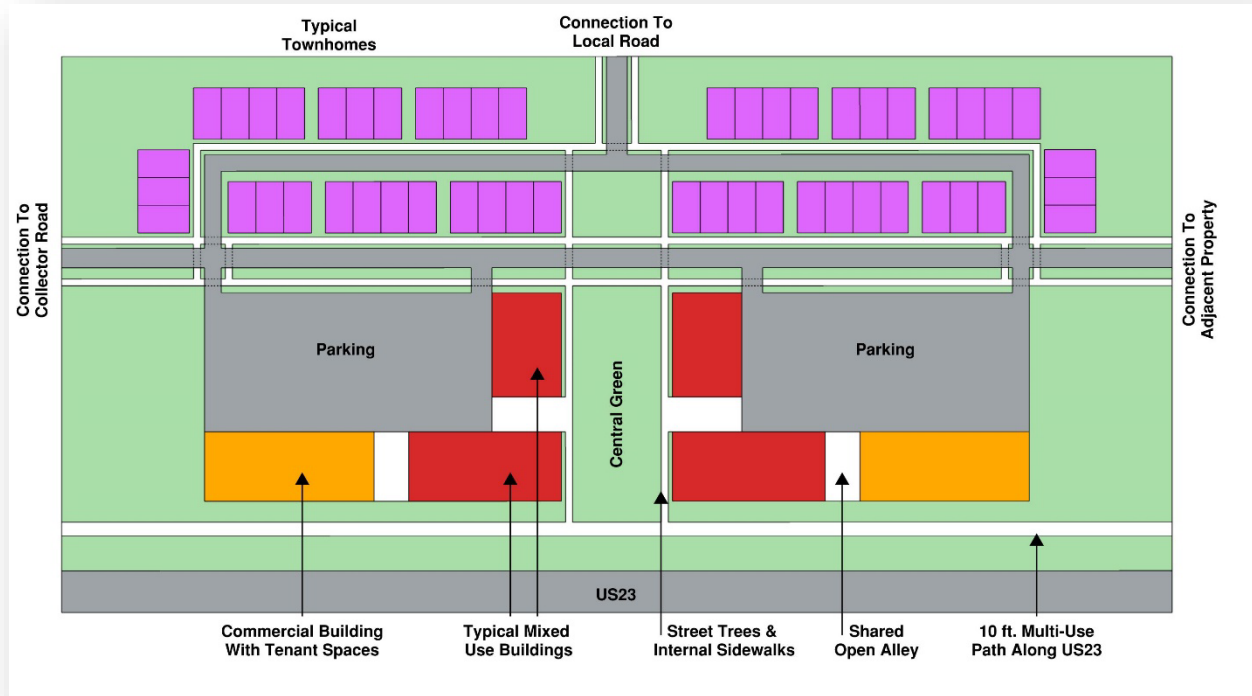 Typical
Townhomes
Connection To
Local Road
Connection To
Collector Road
Connection To
Adjacent Property
Parking
Parking
Central Green
US23
Commercial Building
With Tenant Spaces
Typical Mixed
Use Buildings
Street Trees &
Internal Sidewalks
Shared
Open Alley
10 ft. Multi-Use
Path Along US23